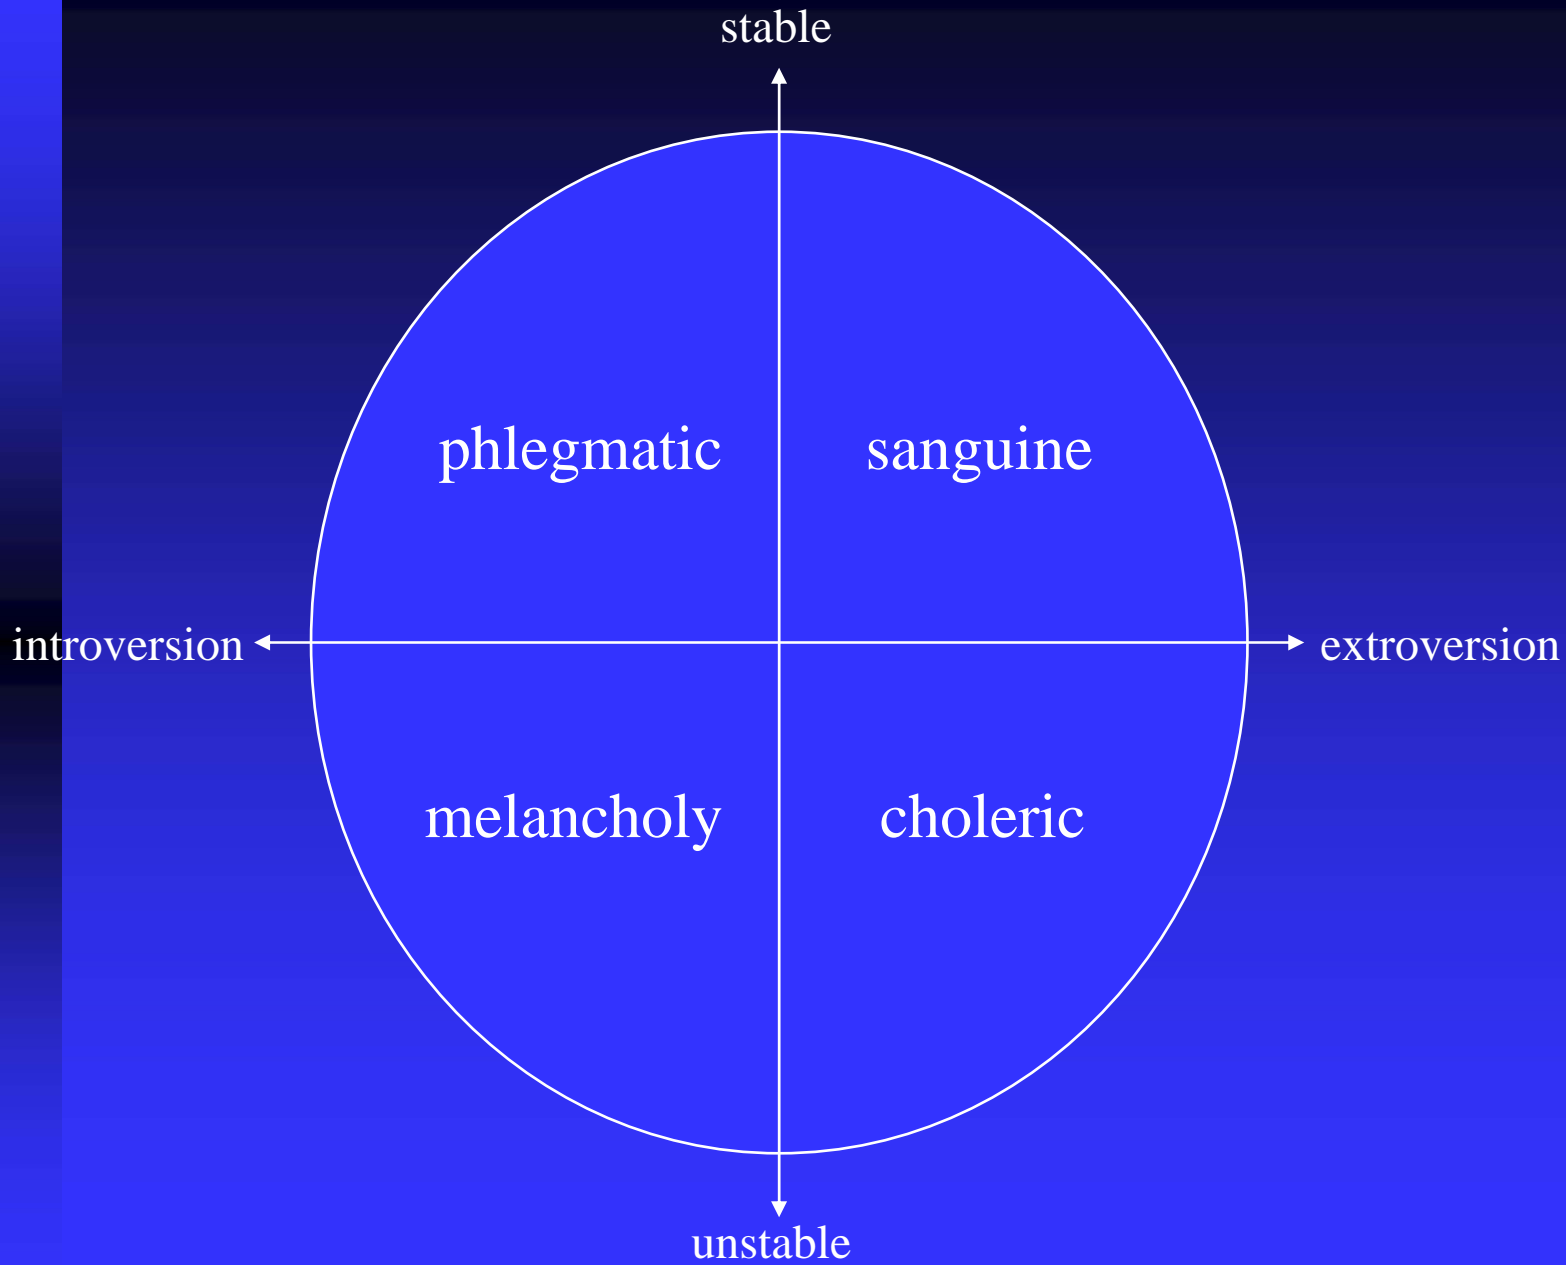 stable
phlegmatic
sanguine
introversion
extroversion
melancholy
choleric
unstable